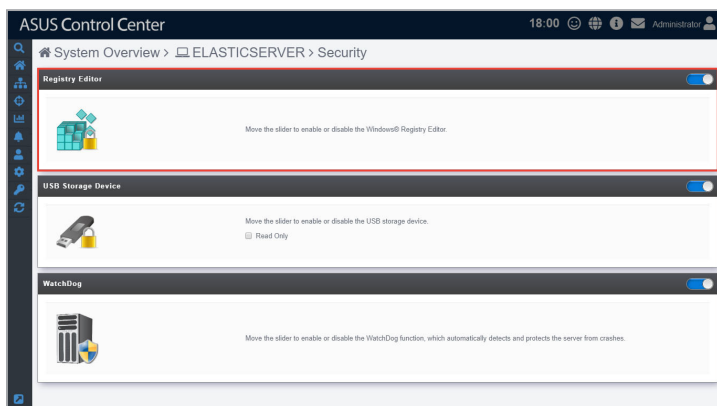 ASUS Control Center
18:00 Administrator
System Overview > ELASTICSERVER > Security
Registry Editor
Move the slider to enable or disable the Windows® Registry Editor.
USB Storage Device
Move the slider to enable or disable the USB storage device.
Read Only
WatchDog
Move the slider to enable or disable the WatchDog function, which automatically detects and protects the server from crashes.